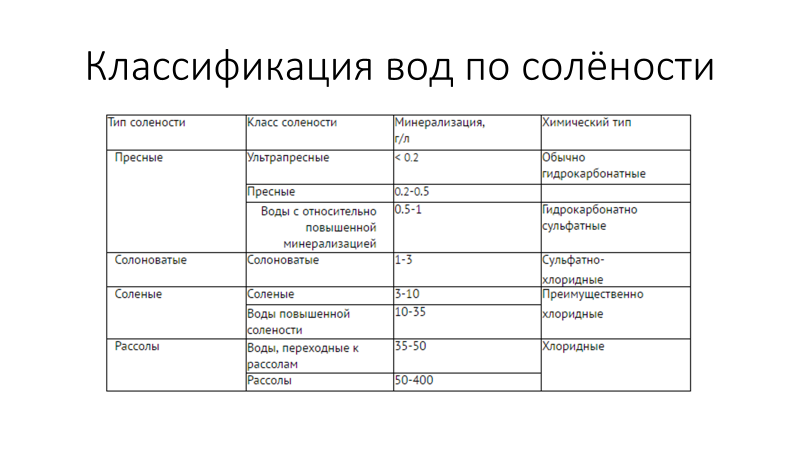 Классификация вод по солёности
Тип солености Класс солености Минерализация, Химический тип
г/л
Пресные Ультрапресные < 0.2 Обычно
гидрокарбонатные
Пресные 0.2-0.5
Воды с относительно 0.5-1 Гидрокарбонатно
повышенной сульфатные
минерализацией
Солоноватые Солоноватые 1-3 Сульфатно-
хлоридные
Соленые Соленые 3-10 Преимущественно
Воды повышенной 10-35 хлоридные
солености
Рассолы Воды, переходные к 35-50 Хлоридные
рассолам
Рассолы 50-400